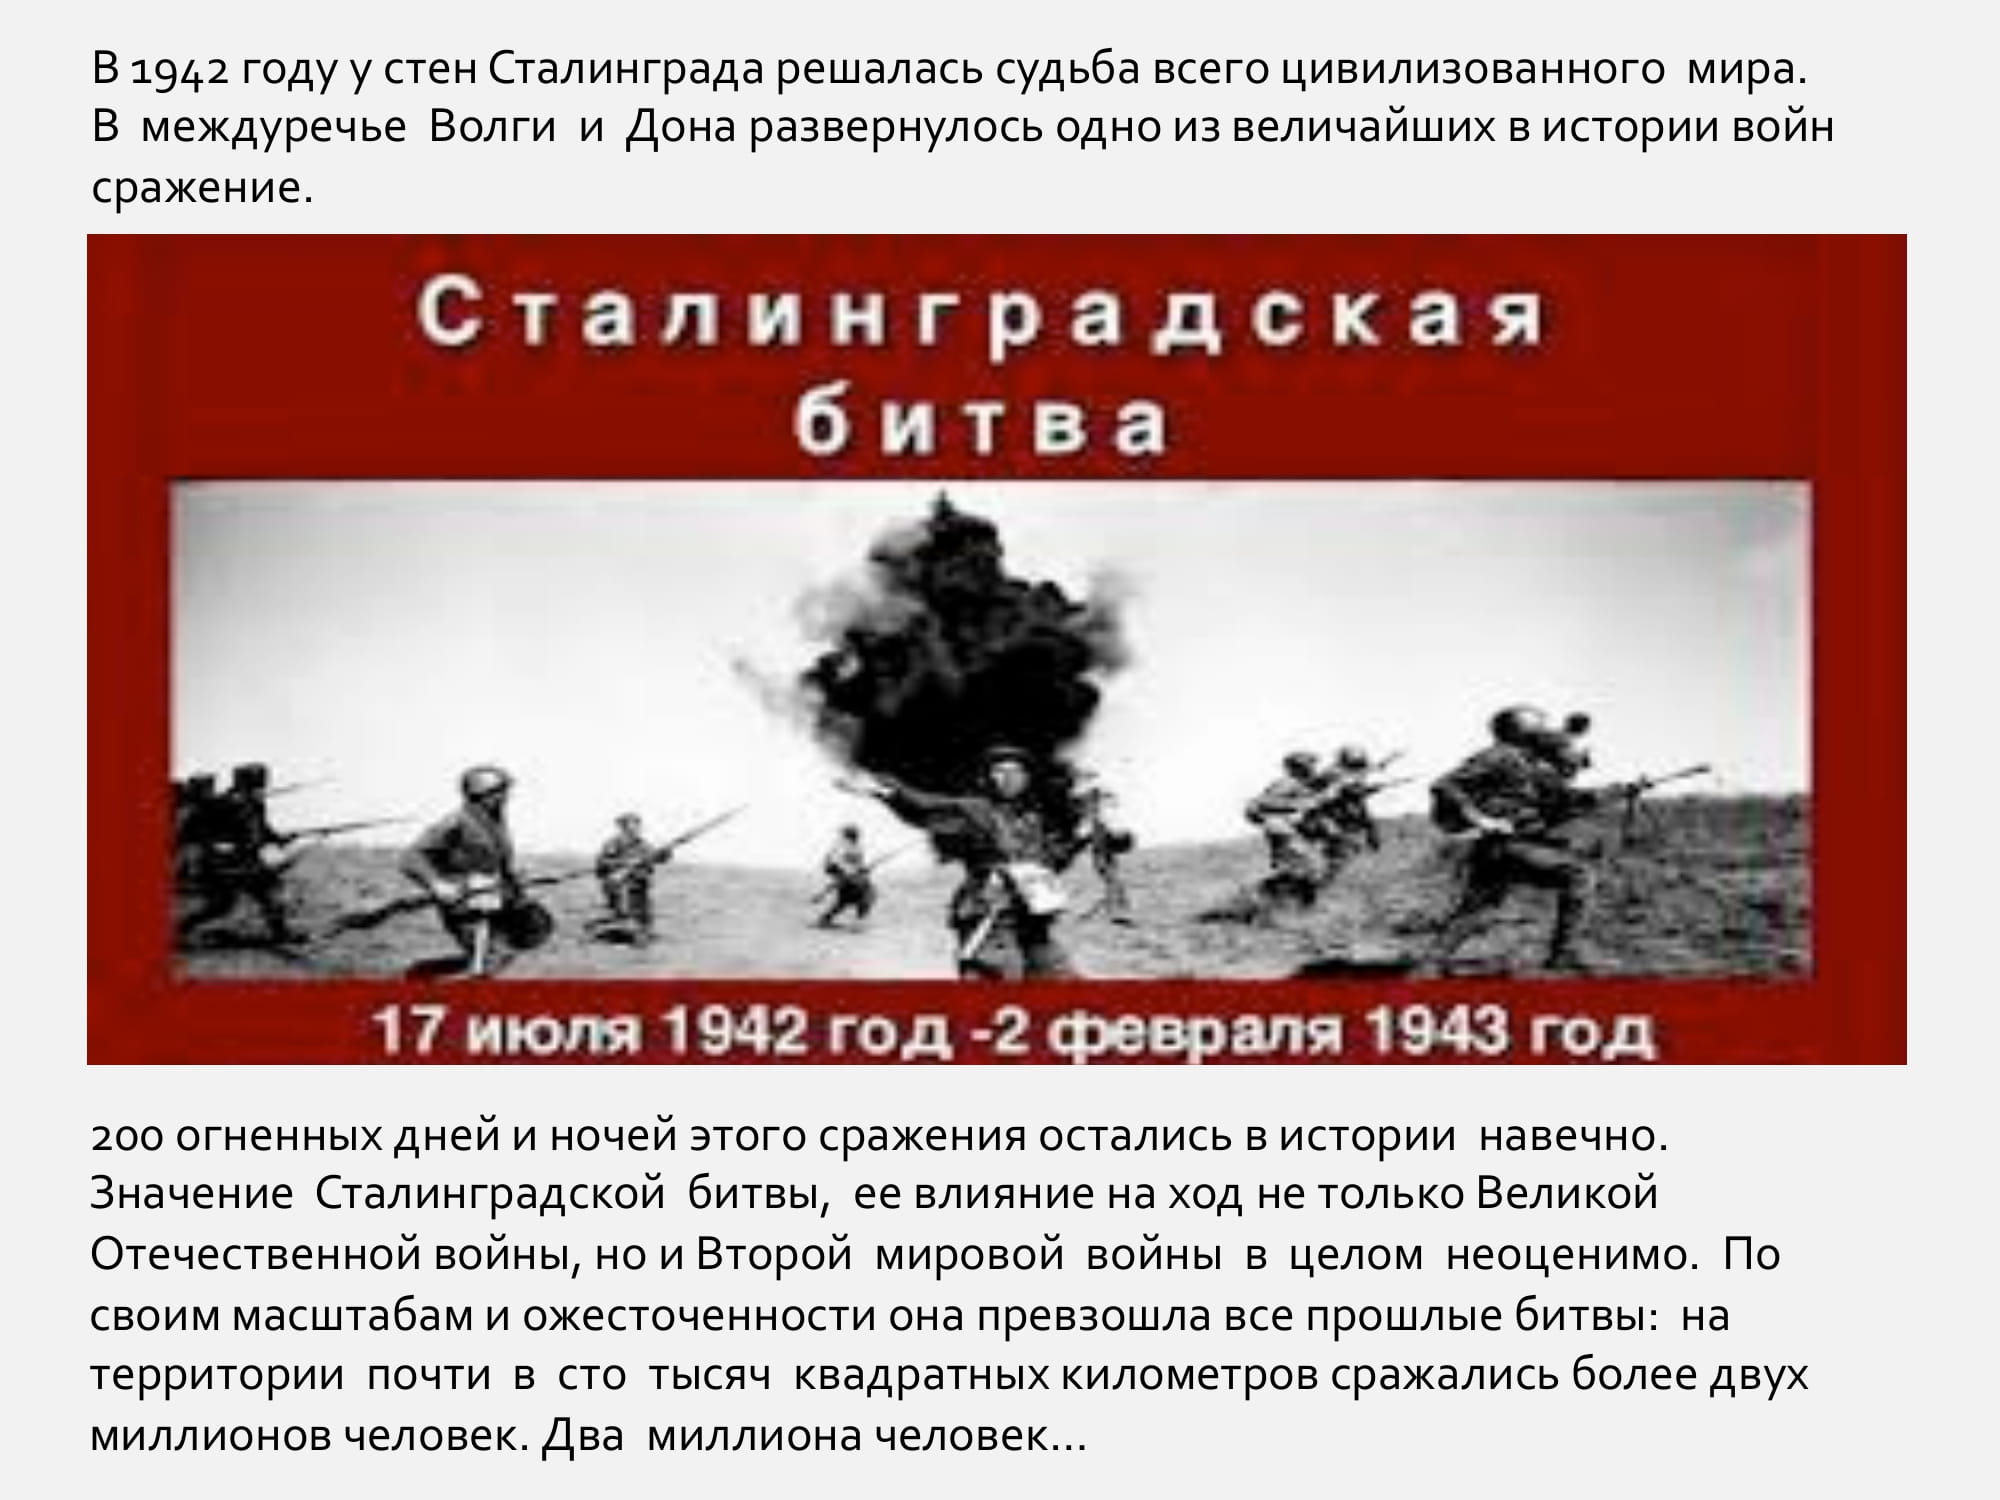 В 1942 году у стен Сталинграда решалась судьба всего цивилизованного мира.
В междуречье Волги и Дона развернулось одно из величайших в истории войн
сражение.
Сталинградская
битва
17 июля 1942 год -2 февраля 1943 год
200 огненных дней и ночей этого сражения остались в истории навечно.
Значение Сталинградской битвы, ее влияние на ход не только Великой
Отечественной войны, но и Второй мировой войны в целом неоценимо. По
своим масштабам и ожесточенности она превзошла все прошлые битвы: на
территории почти в сто тысяч квадратных километров сражались более двух
миллионов человек. Два миллиона человек...